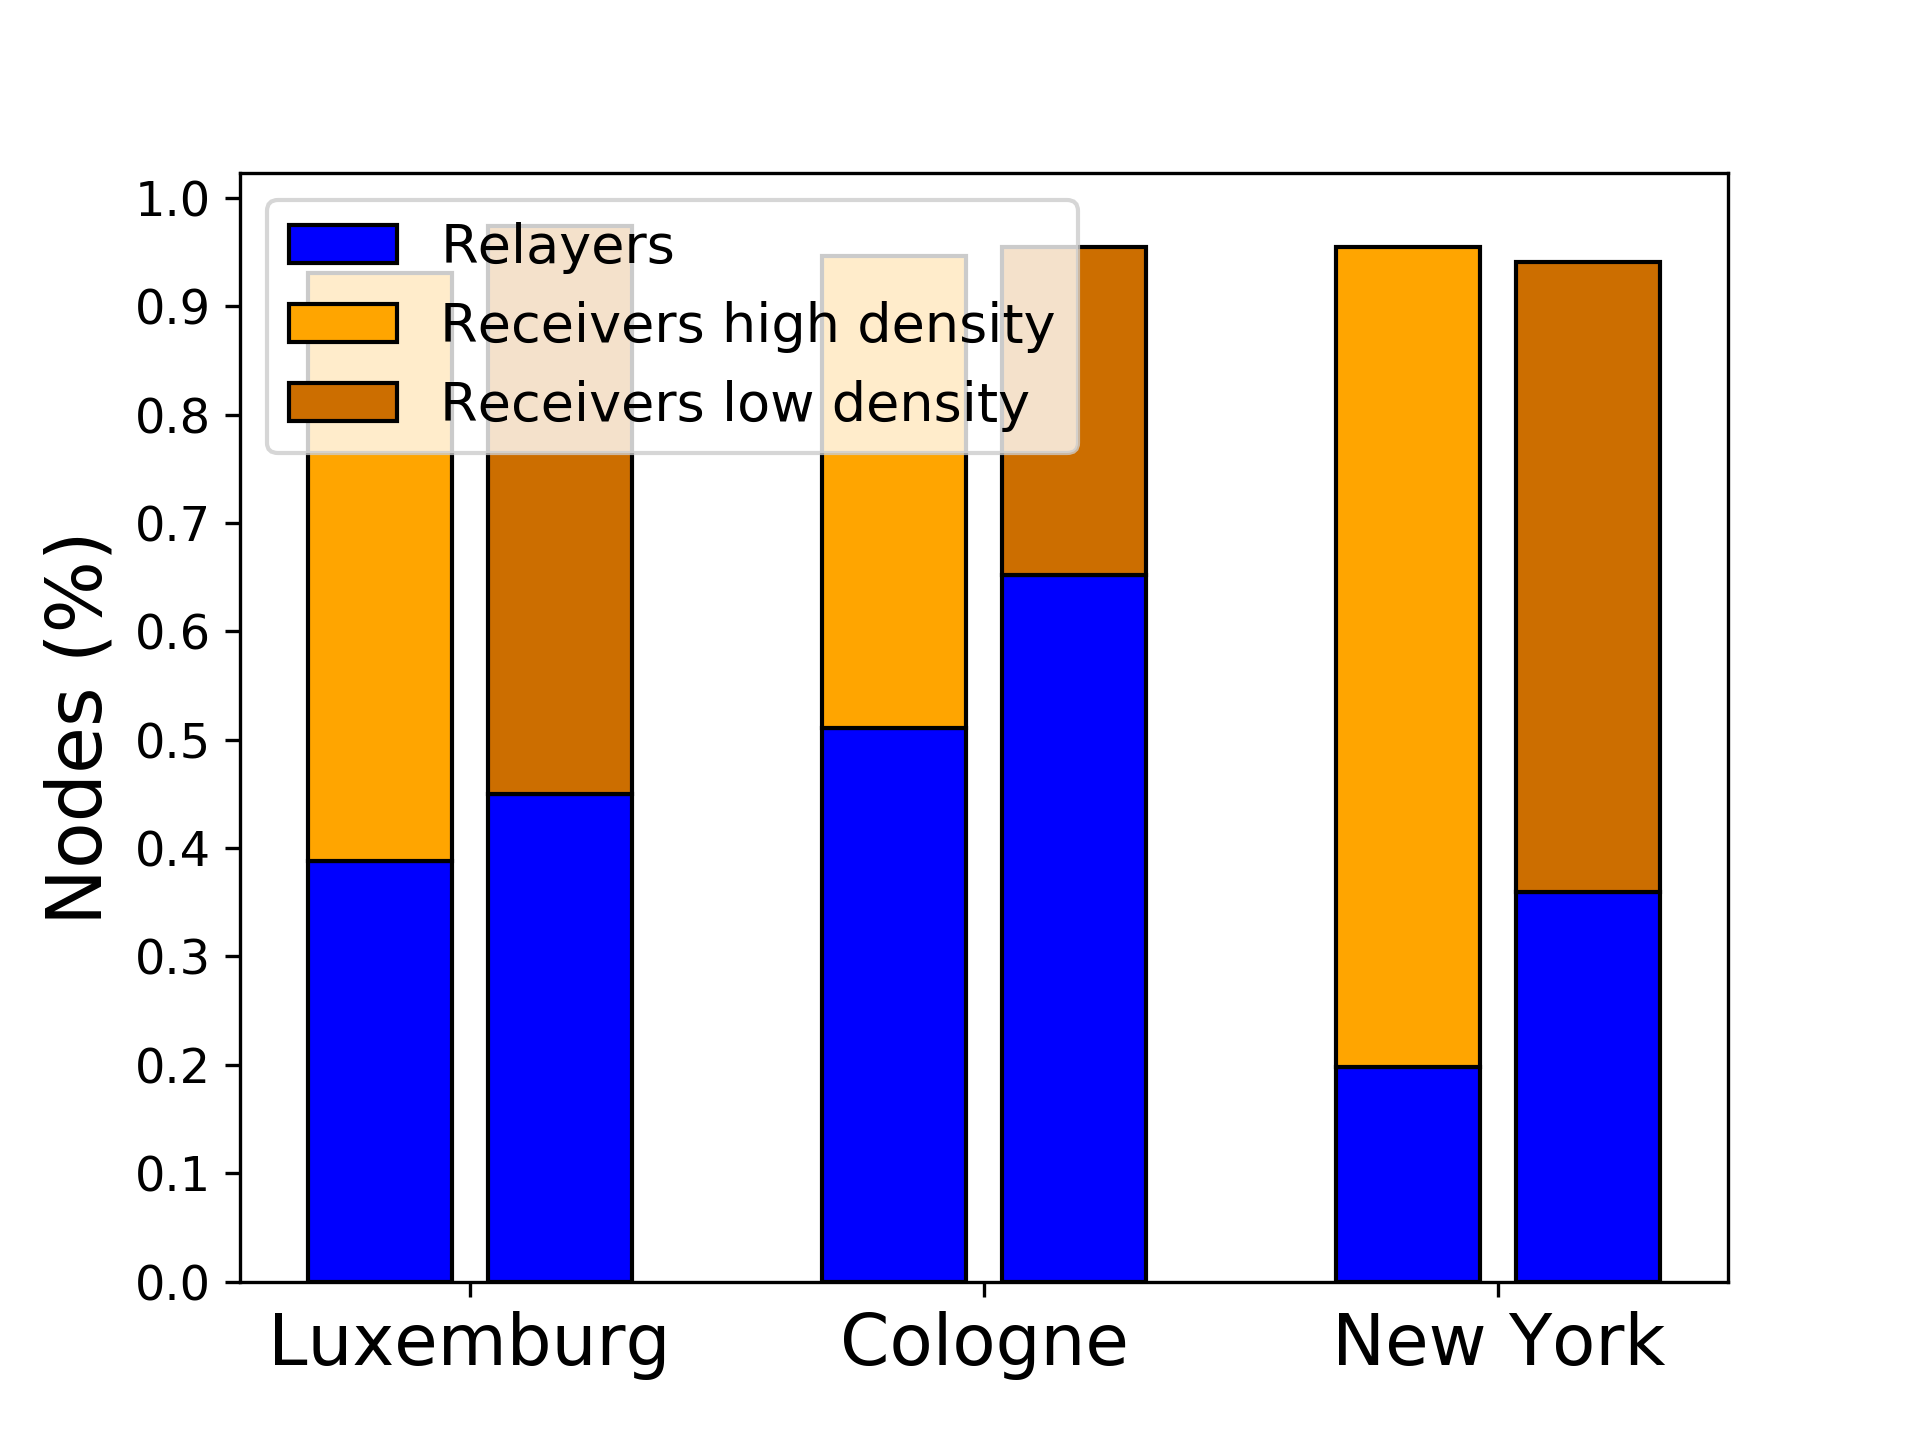 Relayers
Receivers high density
Receivers low density
Nodes (%)
1.0
0.9
0.8
0.7
0.6
0.5
0.4
0.3
0.2
0.1
0.0
Luxemburg Cologne New York